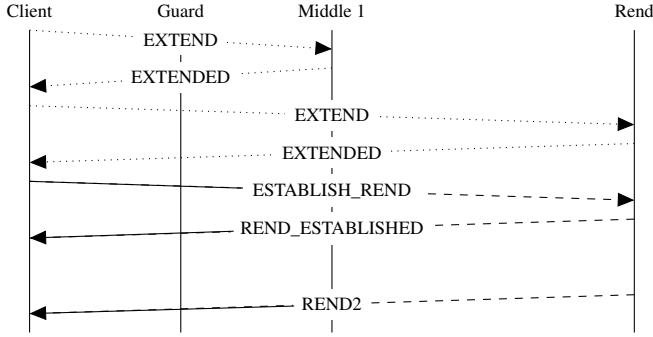 Client Guard Middle 1 Rend
EXTEND
EXTENDED
EXTEND
EXTENDED
ESTABLISH_REND
REND_ESTABLISHED
REND2